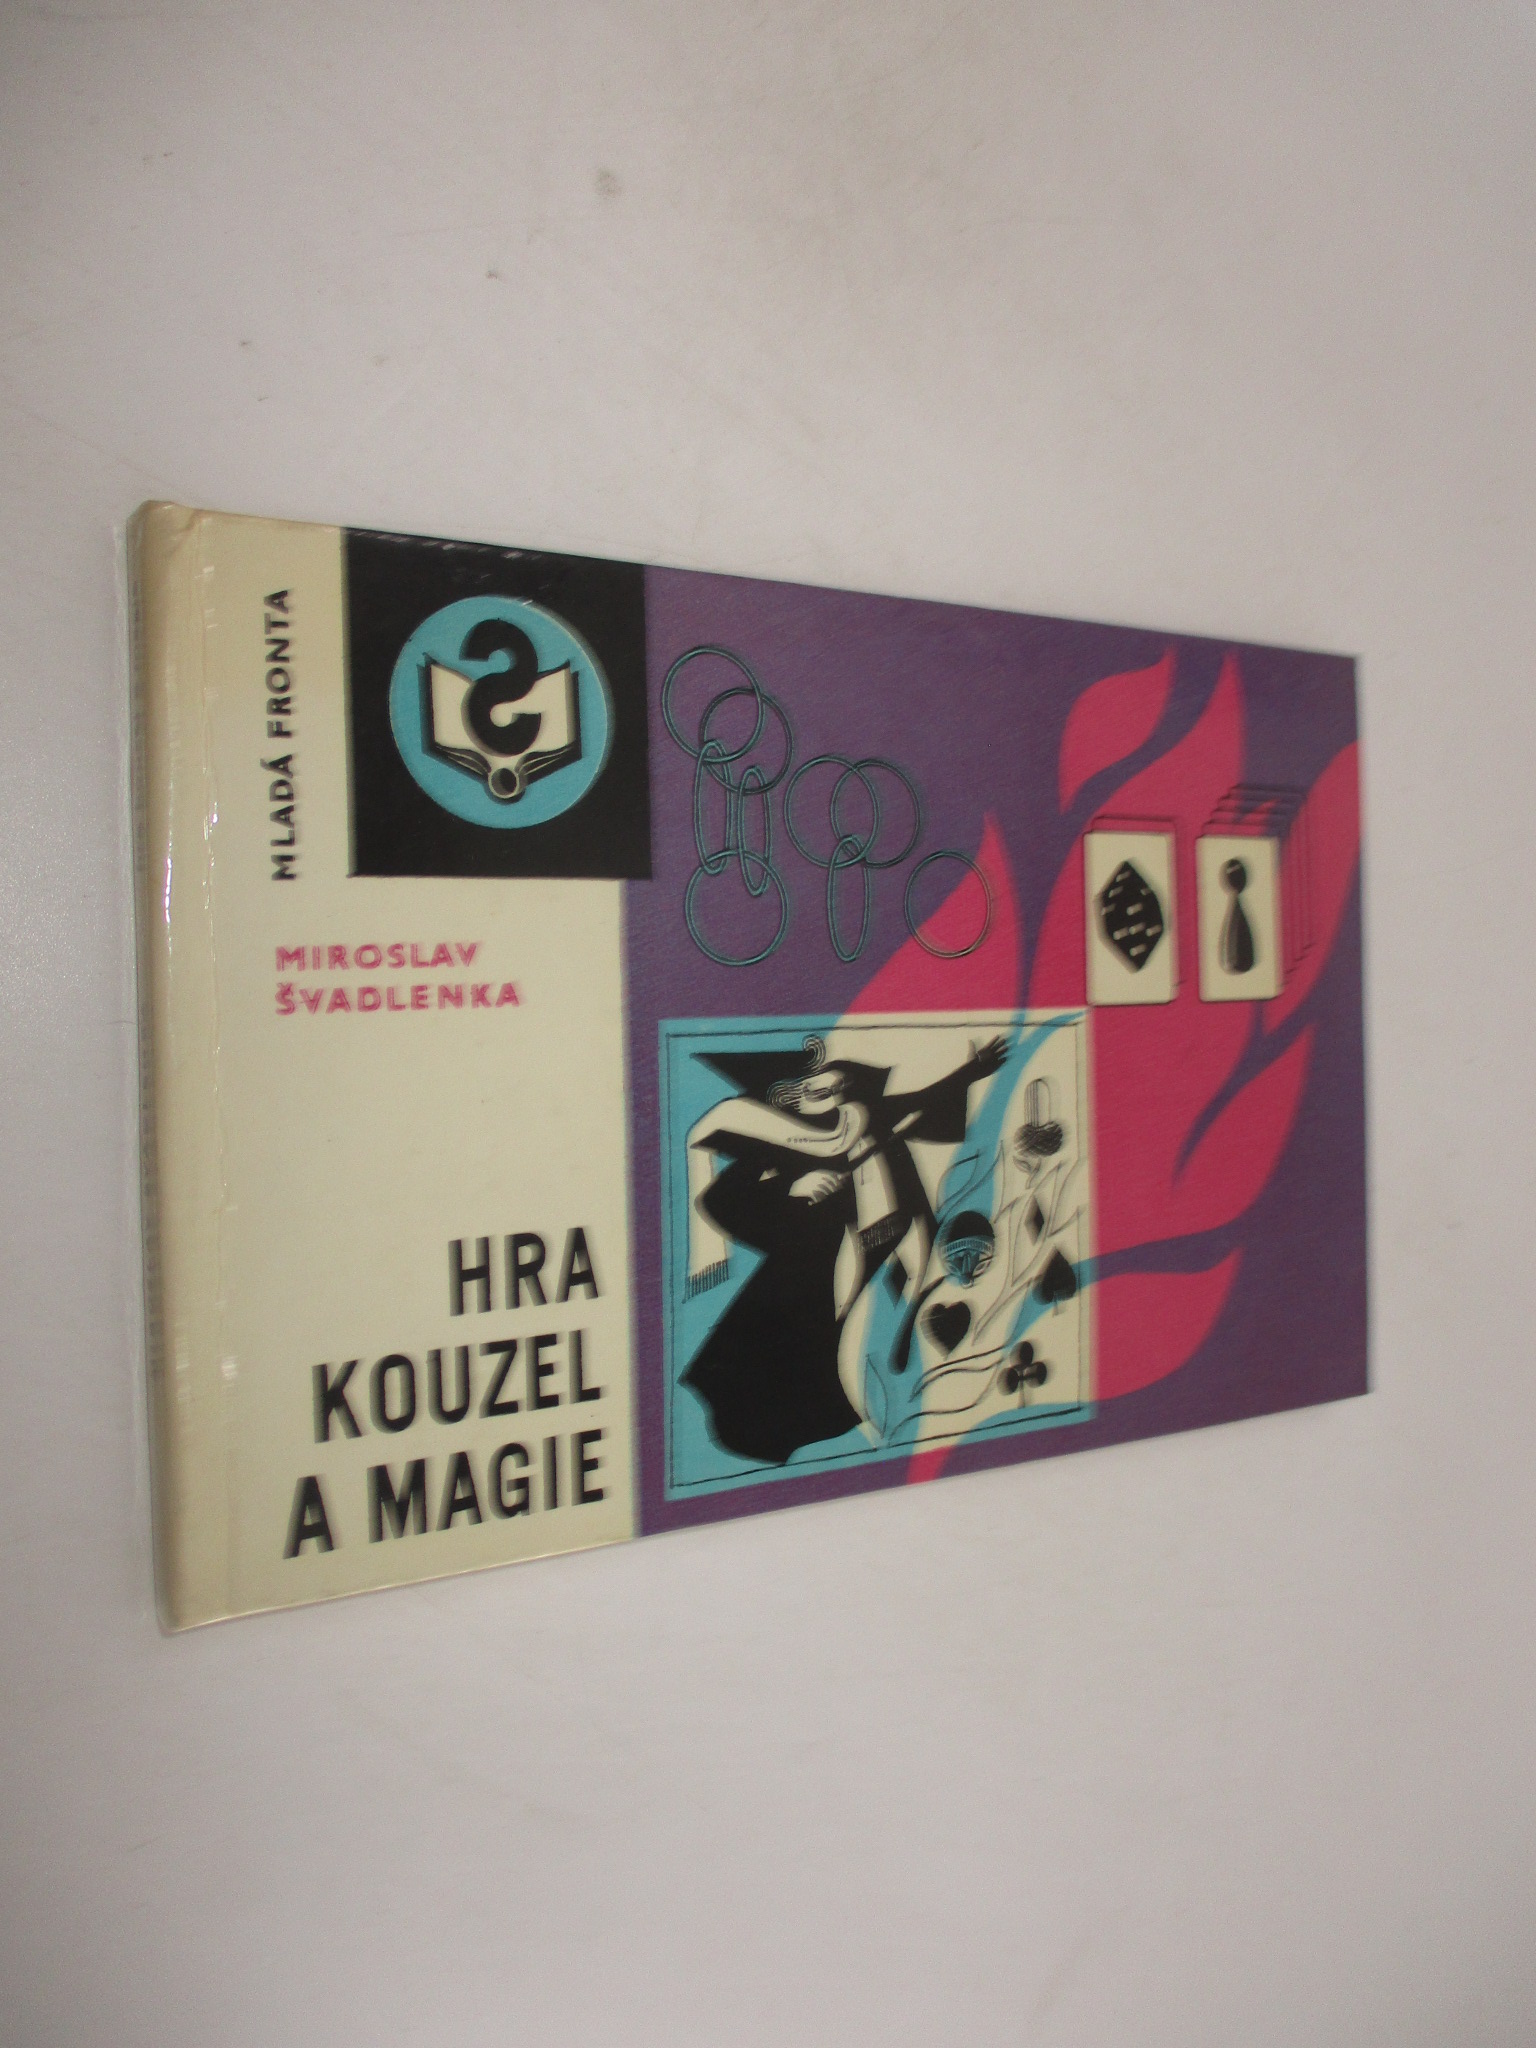 MLADÁ FRONTA
MIROSLAV
ŠVADLENKA
HRA
KOUZEL
A MAGIE